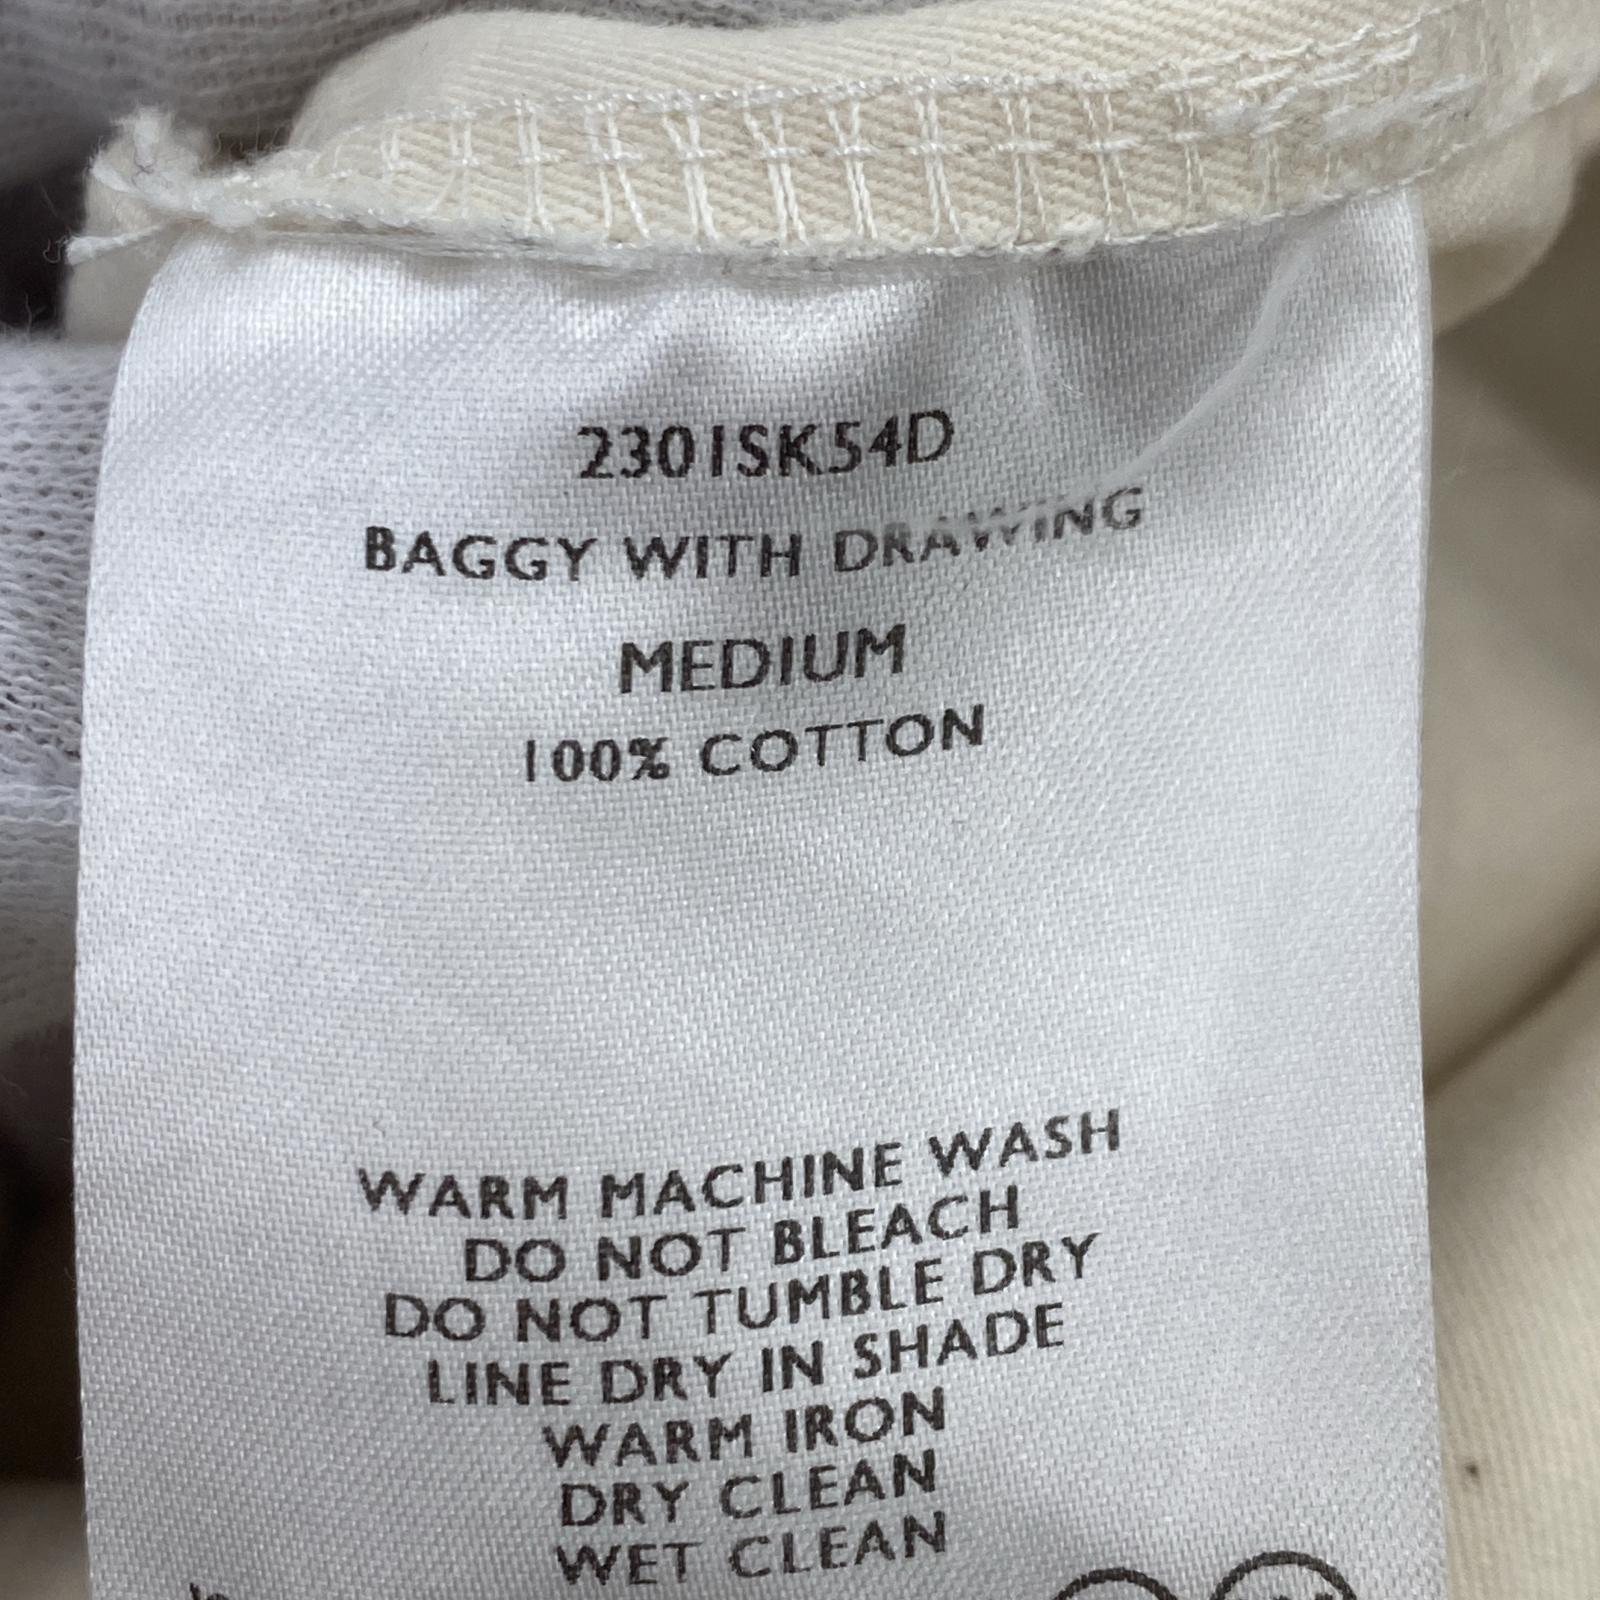 2301SK54D
BAGGY WITH DRAWING
MEDIUM
100% COTTON
WARM MACHINE WASH
DO NOT BLEACH
DO NOT TUMBLE DRY
LINE DRY IN SHADE
WARM IRON
DRY CLEAN
WET CLEAN